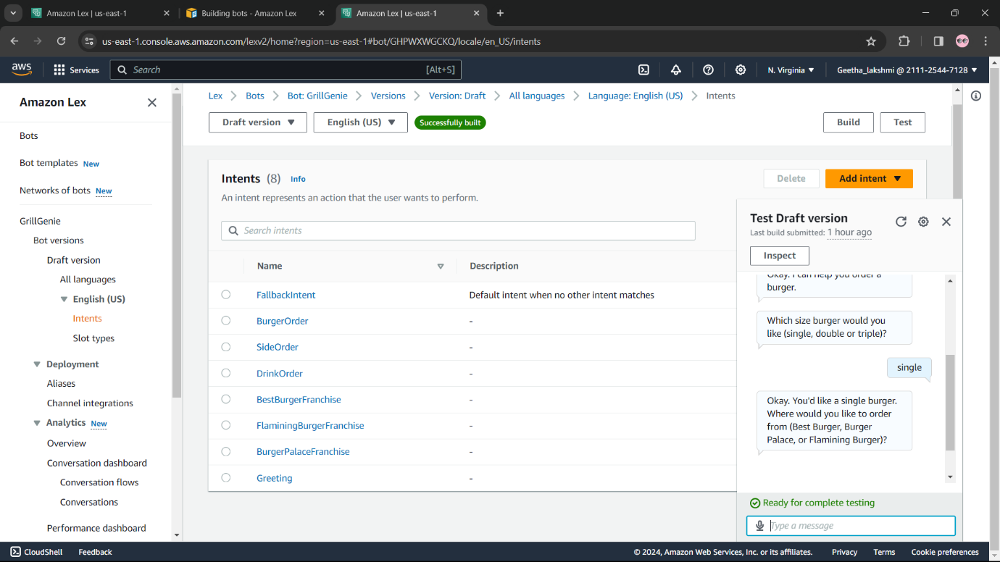 Amazon Lex | us-east-1
Building bots - Amazon Lex
Amazon Lex | us-east-1
us-east-1.console.aws.amazon.com/lexv2/home?region=us-east-1#bot/GHPWXWGCKQ/locale/en_US/intents
aws
Services
Search
[Alt+S]
N. Virginia
Geetha_lakshmi @ 2111-2544-7128
Amazon Lex
Bots
Bot templates New
Networks of bots New
GrillGenie
Bot versions
Draft version
All languages
English (US)
Intents
Slot types
Deployment
Aliases
Channel integrations
Analytics New
Overview
Conversation dashboard
Conversation flows
Conversations
Performance dashboard
Lex > Bots > Bot: GrillGenie > Versions > Version: Draft > All languages > Language: English (US) > Intents
Draft version
English (US)
Successfully built
Build
Test
Intents (8) Info
An intent represents an action that the user wants to perform.
Delete
Add intent
Search intents
Name
Description
FallbackIntent
Default intent when no other intent matches
BurgerOrder
-
SideOrder
-
DrinkOrder
-
BestBurgerFranchise
-
FlaminingBurgerFranchise
-
BurgerPalaceFranchise
-
Greeting
-
Test Draft version
Last build submitted: 1 hour ago
Inspect
Okay. I can help you order a
burger.
Which size burger would you
like (single, double or triple)?
single
Okay. You'd like a single burger.
Where would you like to order
from (Best Burger, Burger
Palace, or Flamining Burger)?
Ready for complete testing
Type a message
CloudShell
Feedback
© 2024, Amazon Web Services, Inc. or its affiliates.
Privacy
Terms
Cookie preferences